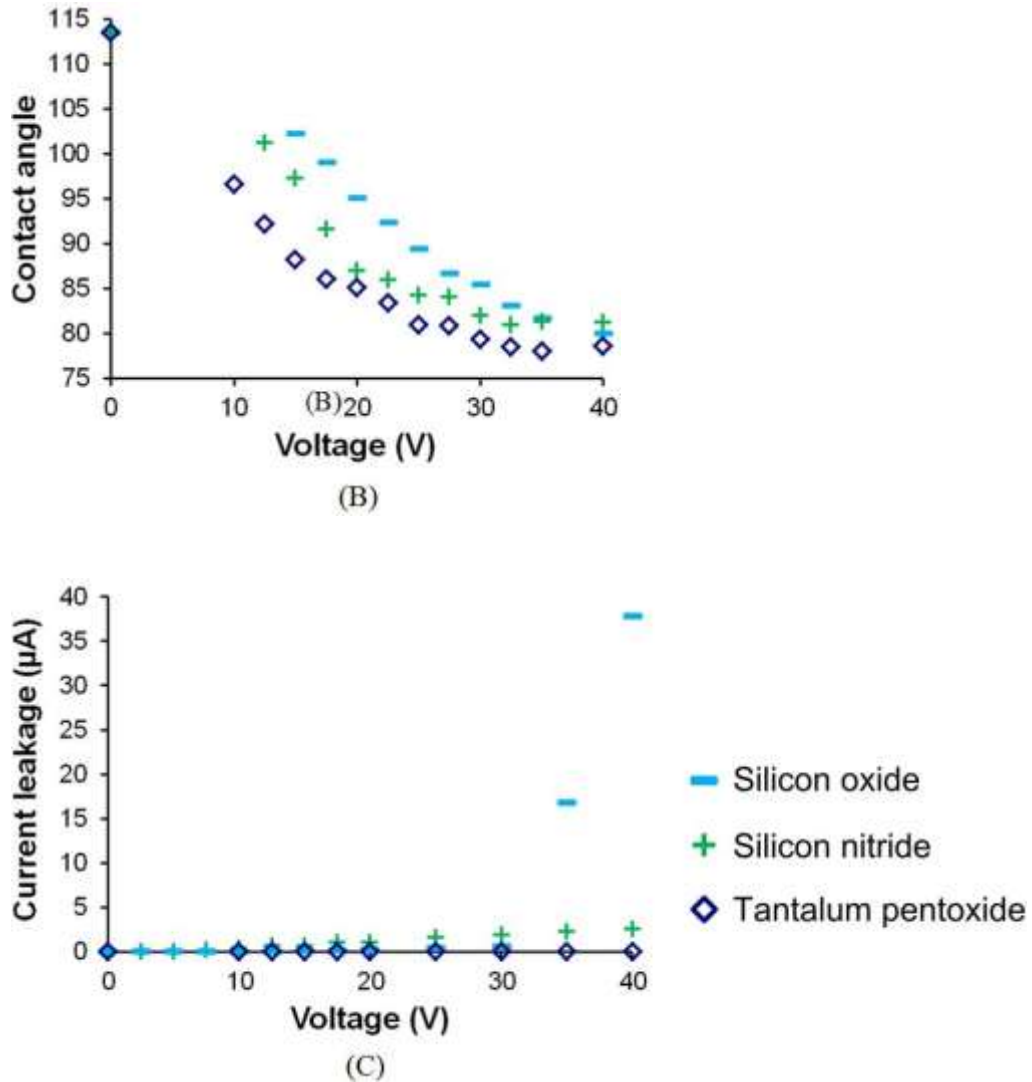 115
110
105
100
95
90
85
80
75
Contact angle
0 10 (B) 20 30 40
Voltage (V)
(B)
40
35
30
25
20
15
10
5
0
Current leakage (µA)
0 10 20 30 40
Voltage (V)
(C)
Silicon oxide
Silicon nitride
Tantalum pentoxide